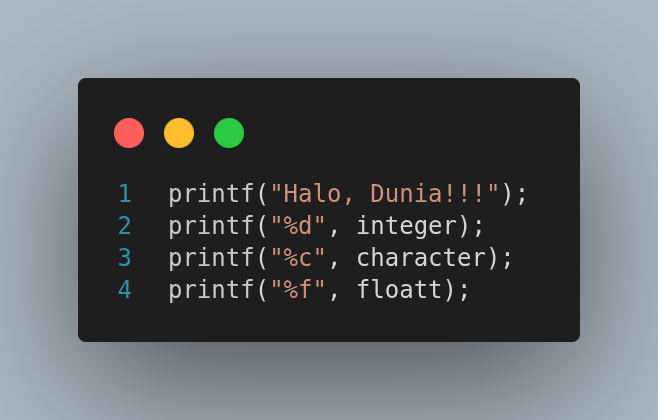 1 printf("Halo, Dunia!!!");
2 printf("%d", integer);
3 printf("%c", character);
4 printf("%f", floatt);